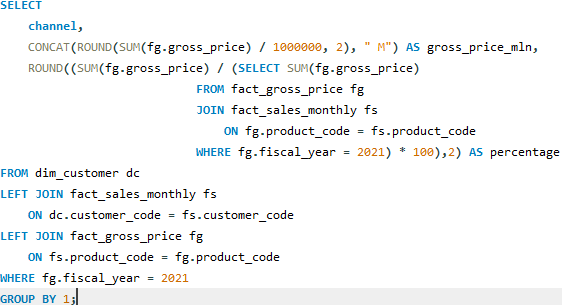 SELECT
    channel,
    CONCAT(ROUND(SUM(fg.gross_price) / 1000000, 2), " M") AS gross_price_mln,
    ROUND((SUM(fg.gross_price) / (SELECT SUM(fg.gross_price)
                            FROM fact_gross_price fg
                            JOIN fact_sales_monthly fs
                                ON fg.product_code = fs.product_code
                            WHERE fg.fiscal_year = 2021) * 100),2) AS percentage
FROM dim_customer dc
LEFT JOIN fact_sales_monthly fs
    ON dc.customer_code = fs.customer_code
LEFT JOIN fact_gross_price fg
    ON fs.product_code = fg.product_code
WHERE fg.fiscal_year = 2021
GROUP BY 1;